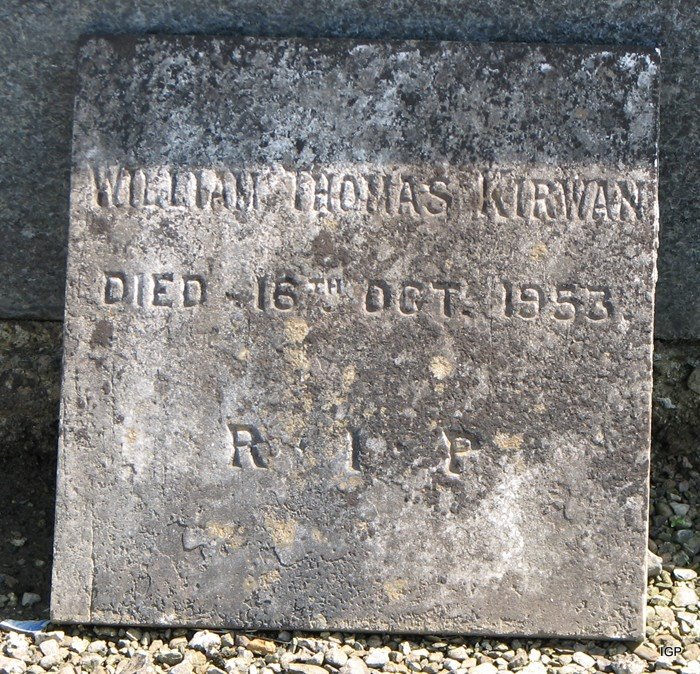 WILLIAM THOMAS KIRWAN
DIED 16TH OCT. 1953.
R · I · P
IGP